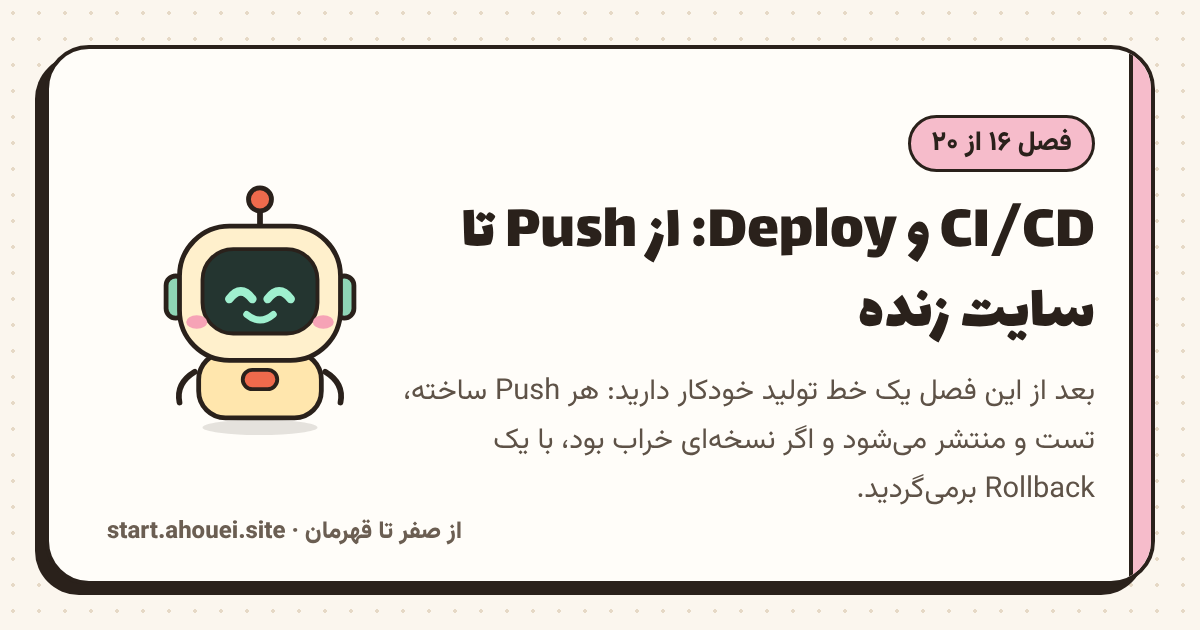 فصل ۱۶ از ۲۰
CI/CD و Deploy: از Push تا
سایت زنده
بعد از این فصل یک خط تولید خودکار دارید: هر Push ساخته،
تست و منتشر می‌شود و اگر نسخه‌ای خراب بود، با یک
Rollback برمی‌گردید.
از صفر تا قهرمان · start.ahouei.site